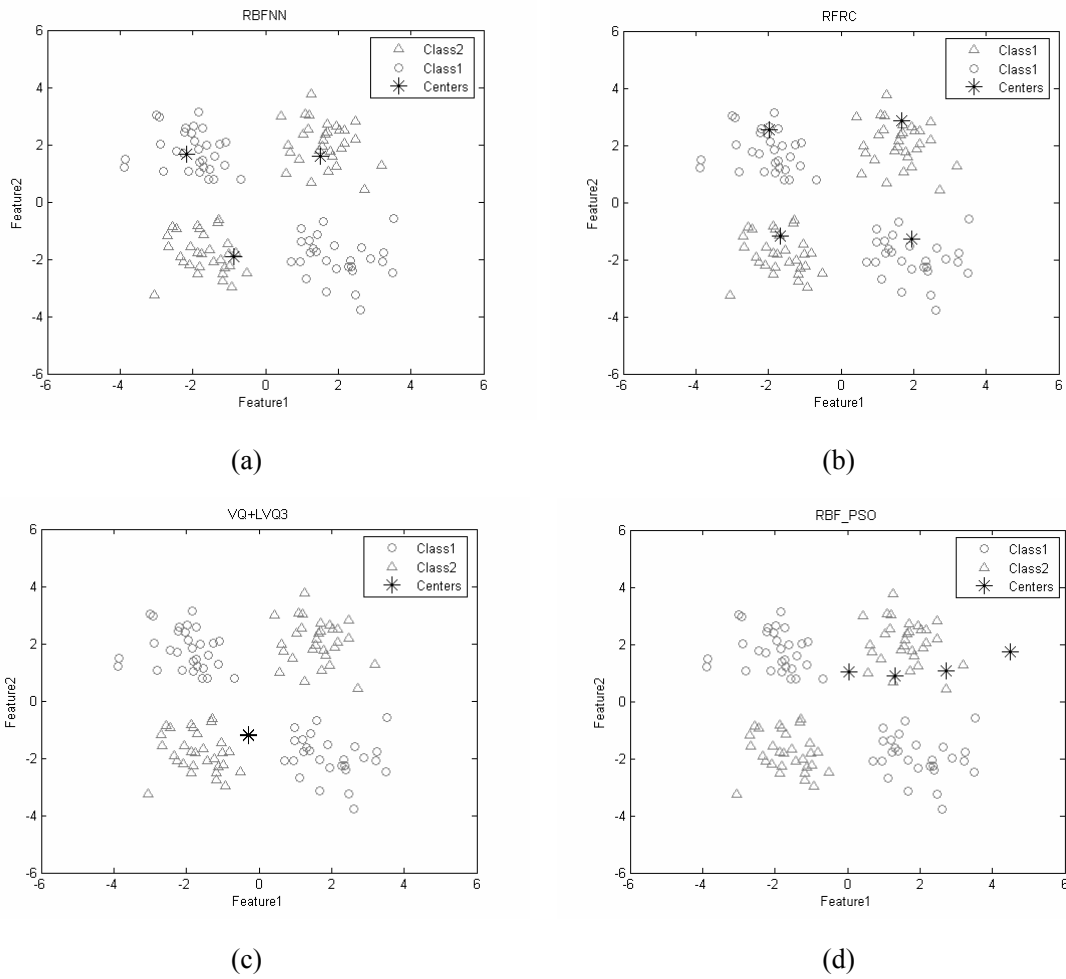 RBFNN
6
4
2
0
-2
-4
-6
Feature2
Class2
Class1
Centers
-6 -4 -2 0 2 4 6
Feature1
(a)
RFRC
6
4
2
0
-2
-4
-6
Feature2
Class1
Class1
Centers
-6 -4 -2 0 2 4 6
Feature1
(b)
VQ+LVQ3
6
4
2
0
-2
-4
-6
Feature2
Class1
Class2
Centers
-6 -4 -2 0 2 4 6
Feature1
(c)
RBF_PSO
6
4
2
0
-2
-4
-6
Feature2
Class1
Class2
Centers
-6 -4 -2 0 2 4 6
Feature1
(d)